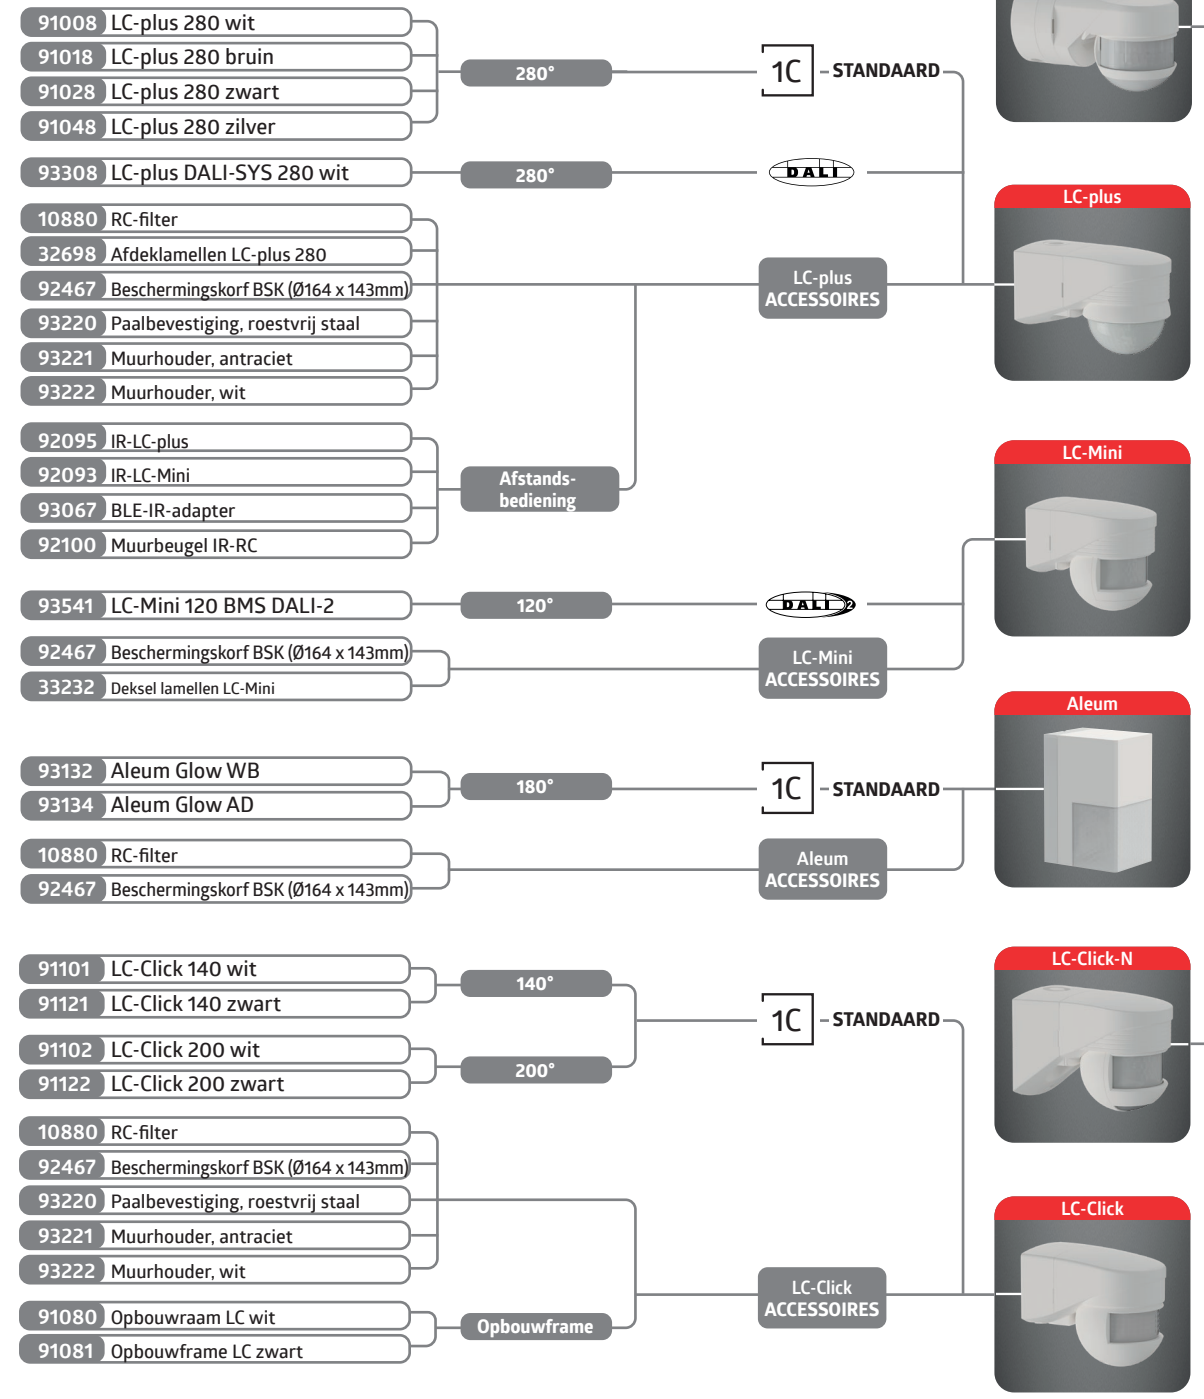 91008 LC-plus 280 wit
91018 LC-plus 280 bruin
91028 LC-plus 280 zwart
91048 LC-plus 280 zilver
280°
1C
STANDAARD
93308 LC-plus DALI-SYS 280 wit
280°
DALI
10880 RC-filter
32698 Afdeklamellen LC-plus 280
92467 Beschermingskorf BSK (Ø164 x 143mm)
93220 Paalbevestiging, roestvrij staal
93221 Muurhouder, antraciet
93222 Muurhouder, wit
LC-plus
ACCESSOIRES
LC-plus
92095 IR-LC-plus
92093 IR-LC-Mini
93067 BLE-IR-adapter
92100 Muurbeugel IR-RC
Afstands-
bediening
LC-Mini
93541 LC-Mini 120 BMS DALI-2
120°
DALI 2
92467 Beschermingskorf BSK (Ø164 x 143mm)
33232 Deksel lamellen LC-Mini
LC-Mini
ACCESSOIRES
Aleum
93132 Aleum Glow WB
93134 Aleum Glow AD
180°
1C
STANDAARD
10880 RC-filter
92467 Beschermingskorf BSK (Ø164 x 143mm)
Aleum
ACCESSOIRES
LC-Click-N
91101 LC-Click 140 wit
91121 LC-Click 140 zwart
140°
91102 LC-Click 200 wit
91122 LC-Click 200 zwart
200°
1C
STANDAARD
10880 RC-filter
92467 Beschermingskorf BSK (Ø164 x 143mm)
93220 Paalbevestiging, roestvrij staal
93221 Muurhouder, antraciet
93222 Muurhouder, wit
91080 Opbouwraam LC wit
91081 Opbouwframe LC zwart
Opbouwframe
LC-Click
ACCESSOIRES
LC-Click